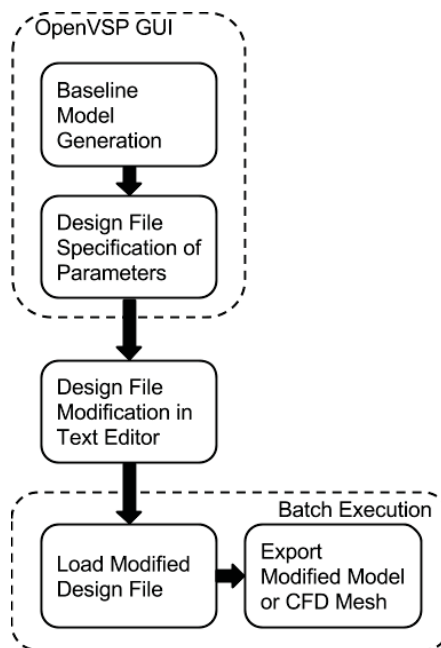 OpenVSP GUI
Baseline
Model
Generation
Design File
Specification of
Parameters
Design File
Modification in
Text Editor
Batch Execution
Load Modified
Design File
Export
Modified Model
or CFD Mesh